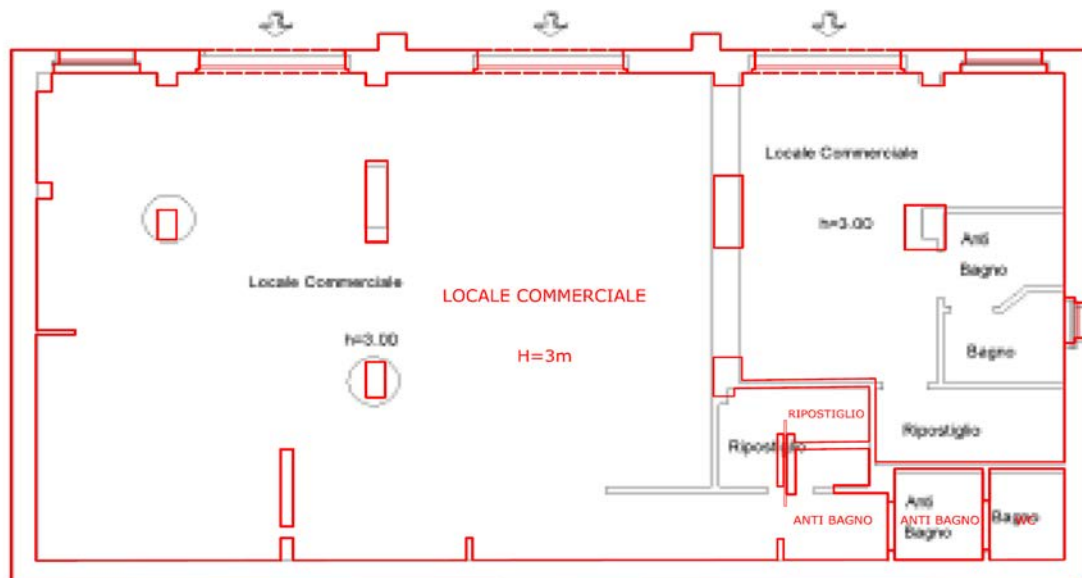 Locale Commerciale
h=3.00
Anti
Bagno
Locale Commerciale
LOCALE COMMERCIALE
h=3.00
H=3m
Bagno
RIPOSTIGLIO
Ripostiglio
Ripostiglio
ANTI BAGNO
Anti
Bagno
ANTI BAGNO
Bagno
WC